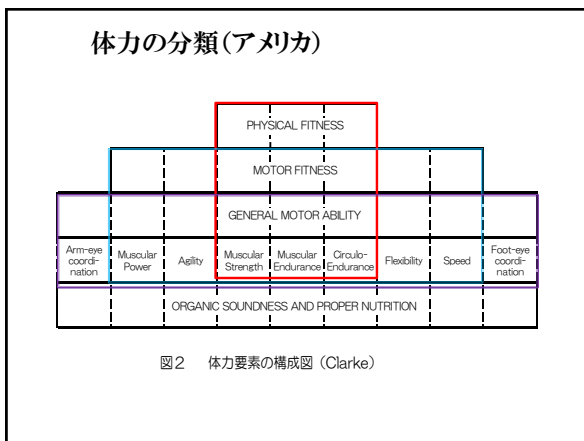 体力の分類(アメリカ)
PHYSICAL FITNESS
MOTOR FITNESS
GENERAL MOTOR ABILITY
Arm-eye
coordi-
nation
Muscular
Power
Agility
Muscular
Strength
Muscular
Endurance
Circulo-
Endurance
Flexibility
Speed
Foot-eye
coordi-
nation
ORGANIC SOUNDNESS AND PROPER NUTRITION
図2 体力要素の構成図（Clarke）